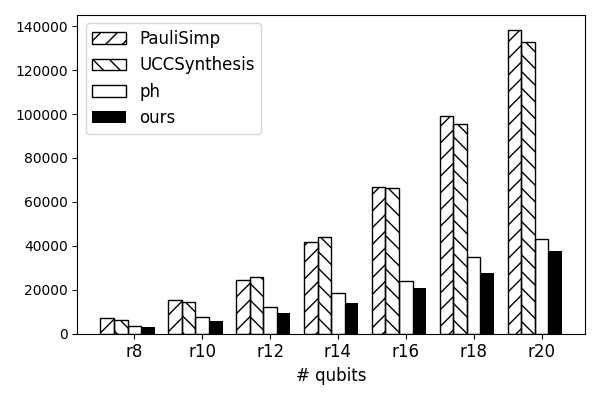 140000
120000
100000
80000
60000
40000
20000
0
PauliSimp
UCCSynthesis
ph
ours
r8 r10 r12 r14 r16 r18 r20
# qubits